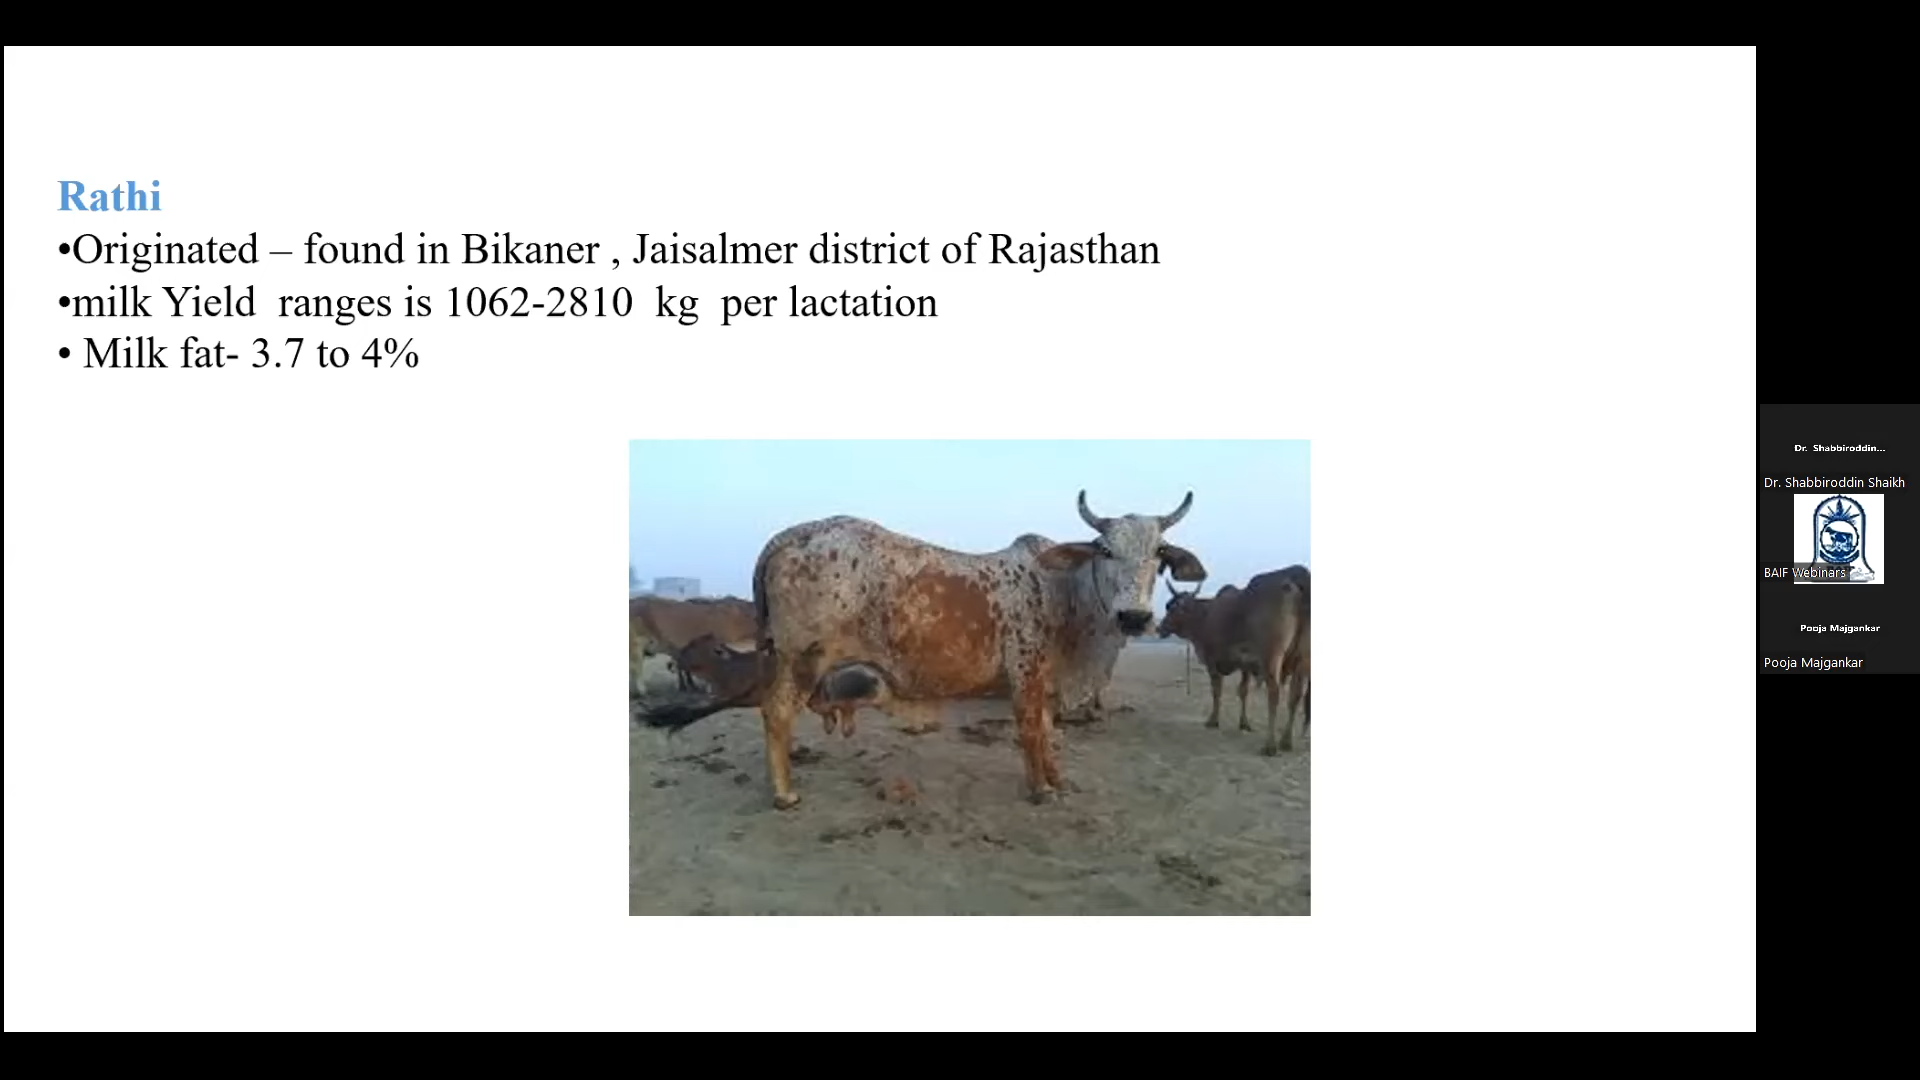 Rathi
•Originated – found in Bikaner , Jaisalmer district of Rajasthan
•milk Yield ranges is 1062-2810 kg per lactation
• Milk fat- 3.7 to 4%
Dr. Shabbiroddin...
Dr. Shabbiroddin Shaikh
BAIF Webinars
Pooja Majgankar
Pooja Majgankar